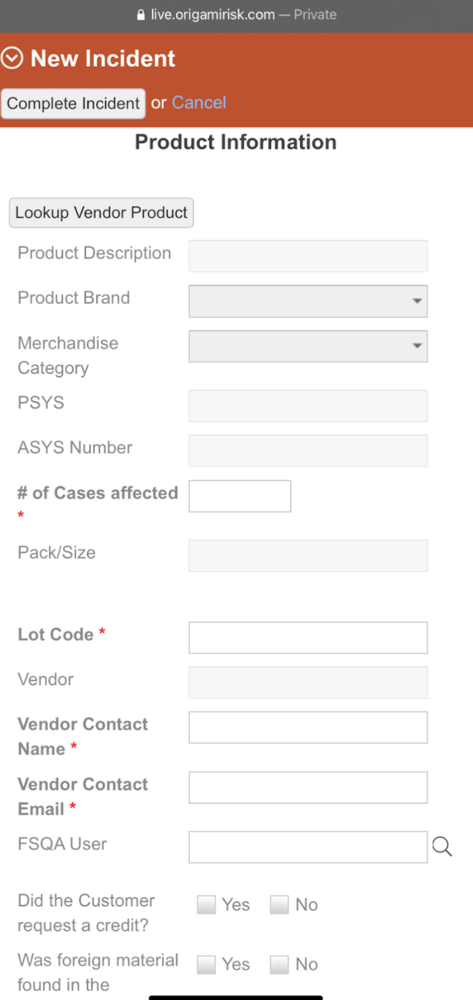 live.origamirisk.com — Private
New Incident
Complete Incident or Cancel
Product Information
Lookup Vendor Product
Product Description
Product Brand
Merchandise
Category
PSYS
ASYS Number
# of Cases affected
*
Pack/Size
Lot Code *
Vendor
Vendor Contact
Name *
Vendor Contact
Email *
FSQA User
Did the Customer
request a credit?
Yes No
Was foreign material
found in the
Yes No